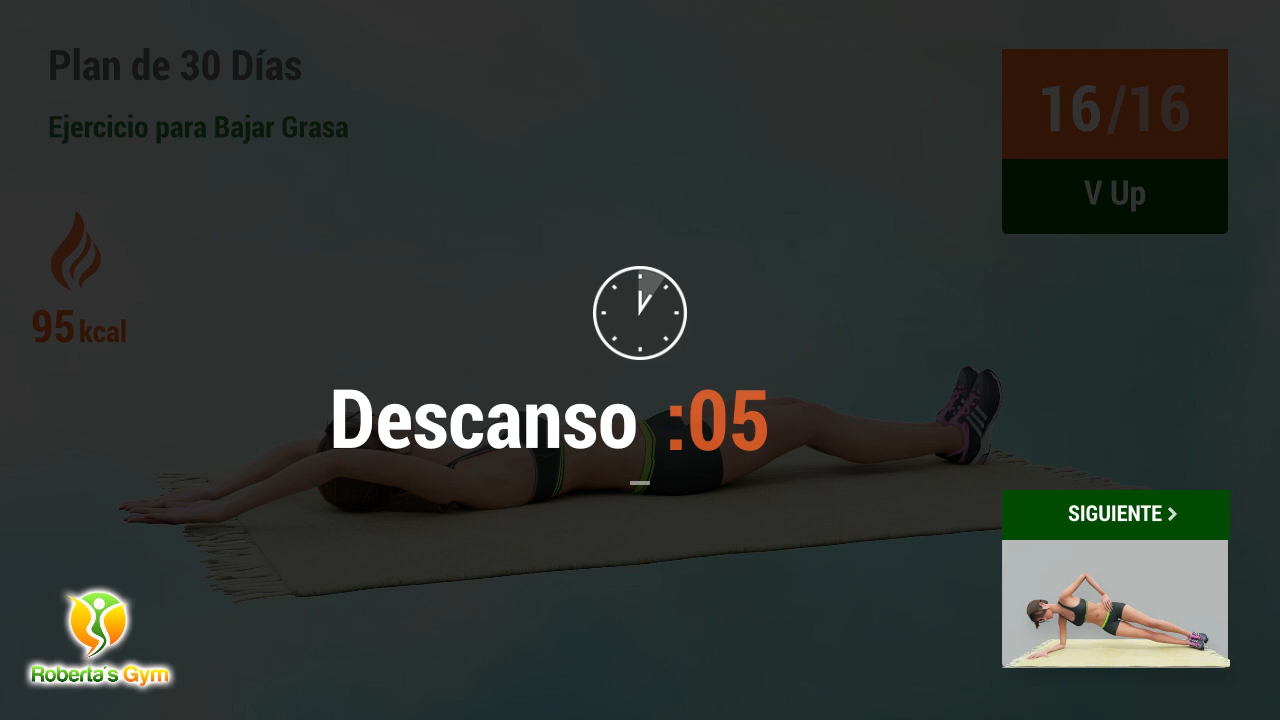 Plan de 30 Días
Ejercicio para Bajar Grasa
16/16
V Up
95 kcal
Descanso :05
SIGUIENTE >
Roberta's Gym